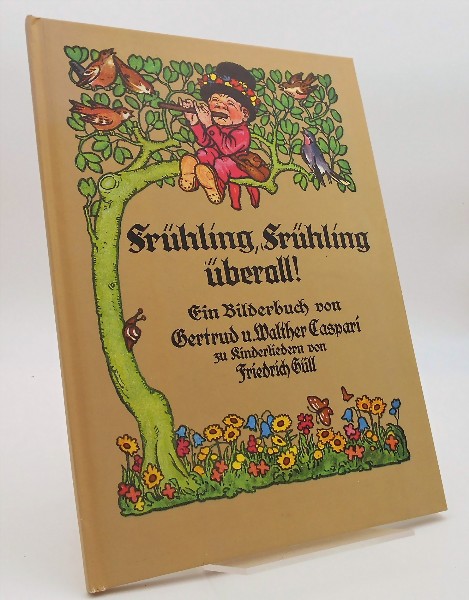 Frühling, Frühling
überall!
Ein Bilderbuch von
Gertrud u. Walther Caspari
zu Kinderliedern von
Friedrich Güll